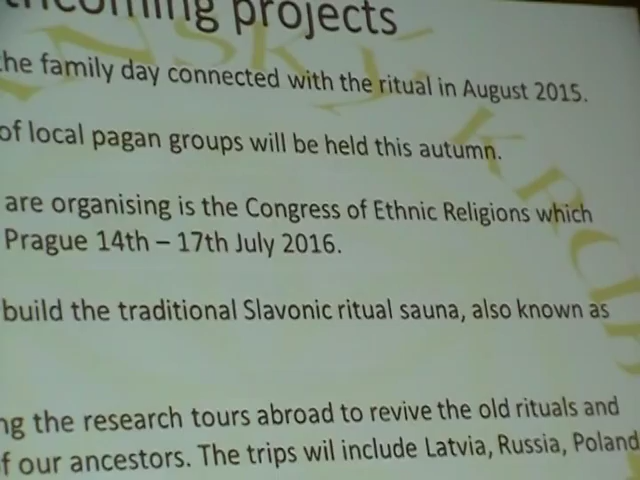 projects
he family day connected with the ritual in August 2015.
of local pagan groups will be held this autumn.
are organising is the Congress of Ethnic Religions which
Prague 14th – 17th July 2016.
build the traditional Slavonic ritual sauna, also known as
ng the research tours abroad to revive the old rituals and
f our ancestors. The trips wil include Latvia, Russia, Poland